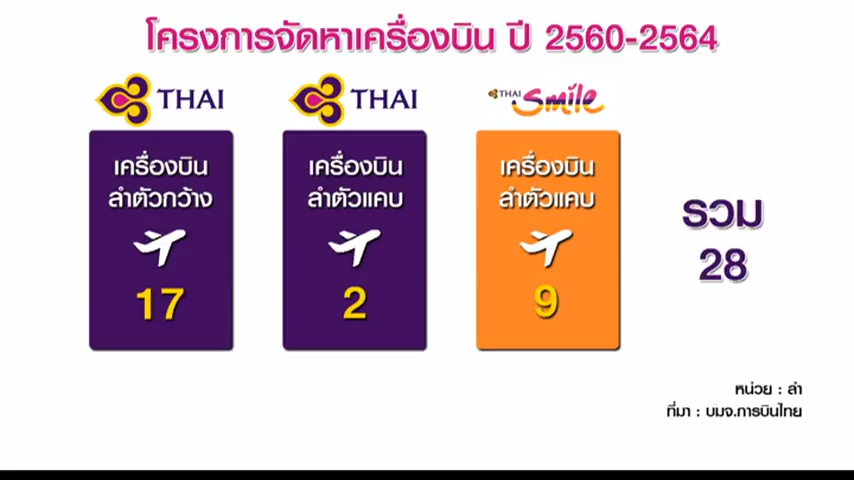 โครงการจัดหาเครื่องบิน ปี 2560-2564
THAI
เครื่องบิน
ลำตัวกว้าง
17
THAI
เครื่องบิน
ลำตัวแคบ
2
THAI
Smile
เครื่องบิน
ลำตัวแคบ
9
รวม
28
หน่วย : ลำ
ที่มา : บมจ.การบินไทย